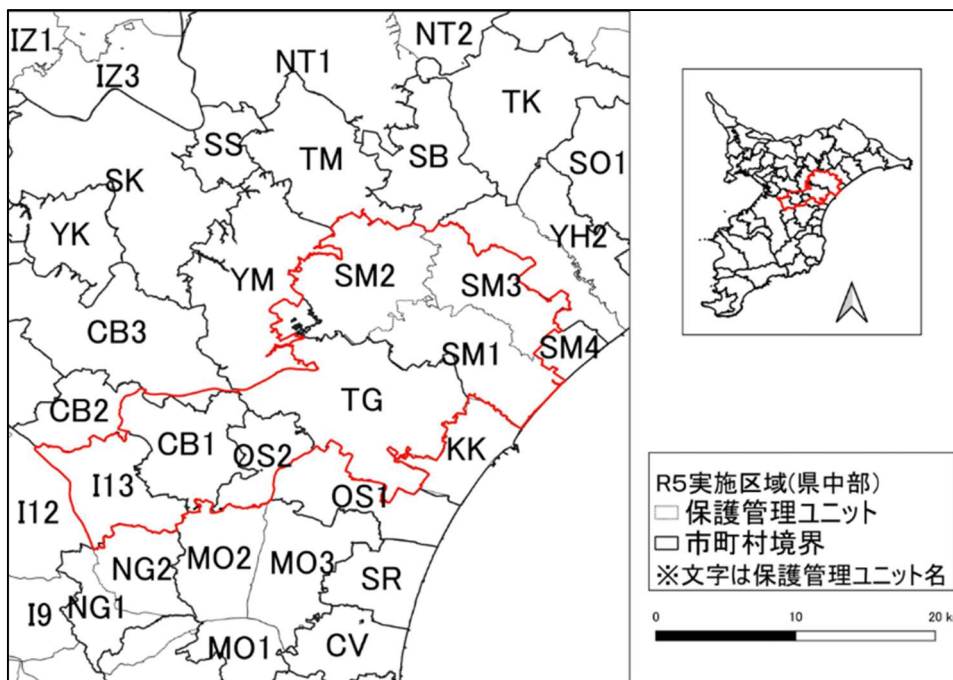 IZ1
NT2
NT1
IZ3
TK
SS
TM
SB
SO1
SK
YK
YH2
YM
SM2
SM3
CB3
SM1
SM4
CB2
TG
CB1
OS2
KK
I13
OS1
I12
MO2
MO3
NG2
SR
I9
NG1
MO1
CV
R5実施区域(県中部)
保護管理ユニット
市町村境界
※文字は保護管理ユニット名
0 10 20 km